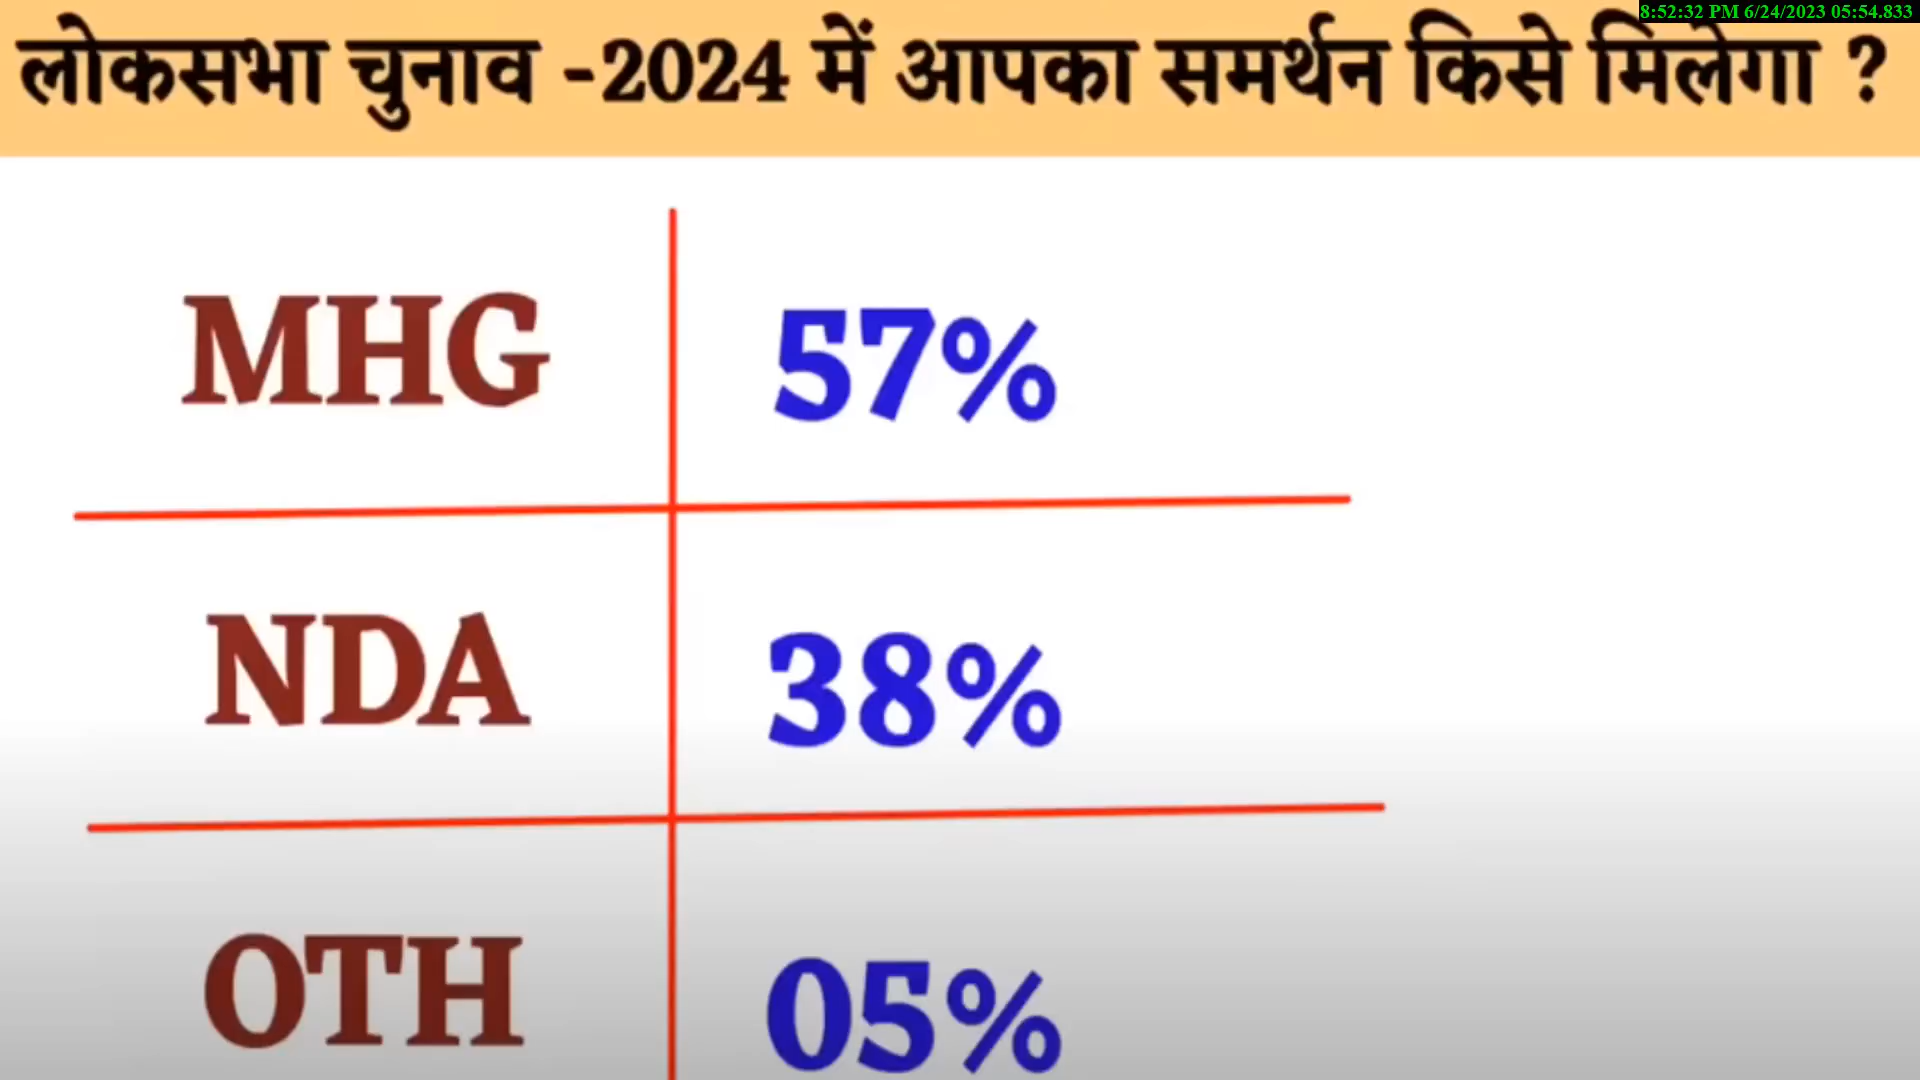 8:52:32 PM 6/24/2023 05:54.833
लोकसभा चुनाव -2024 में आपका समर्थन किसे मिलेगा ?
MHG 57%
NDA 38%
OTH 05%